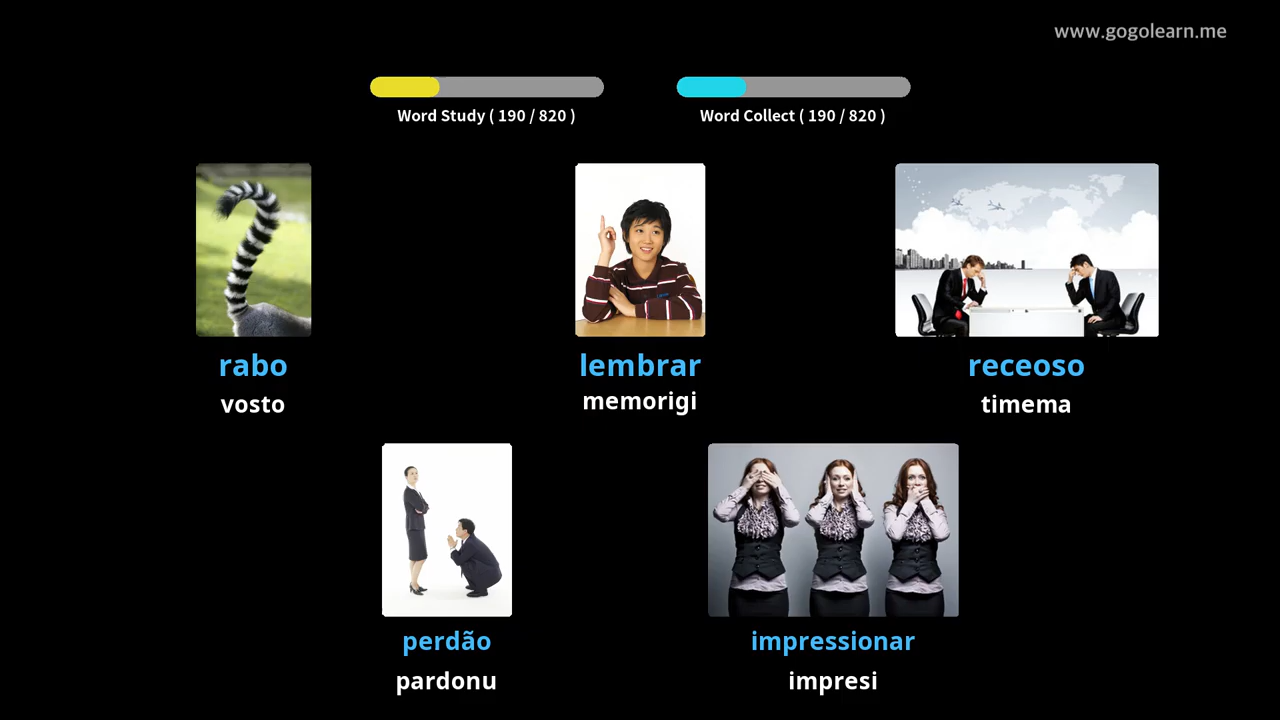 www.gogolearn.me
Word Study ( 190 / 820 )
Word Collect ( 190 / 820 )
rabo
vosto
lembrar
memorigi
receoso
timema
perdão
pardonu
impressionar
impresi